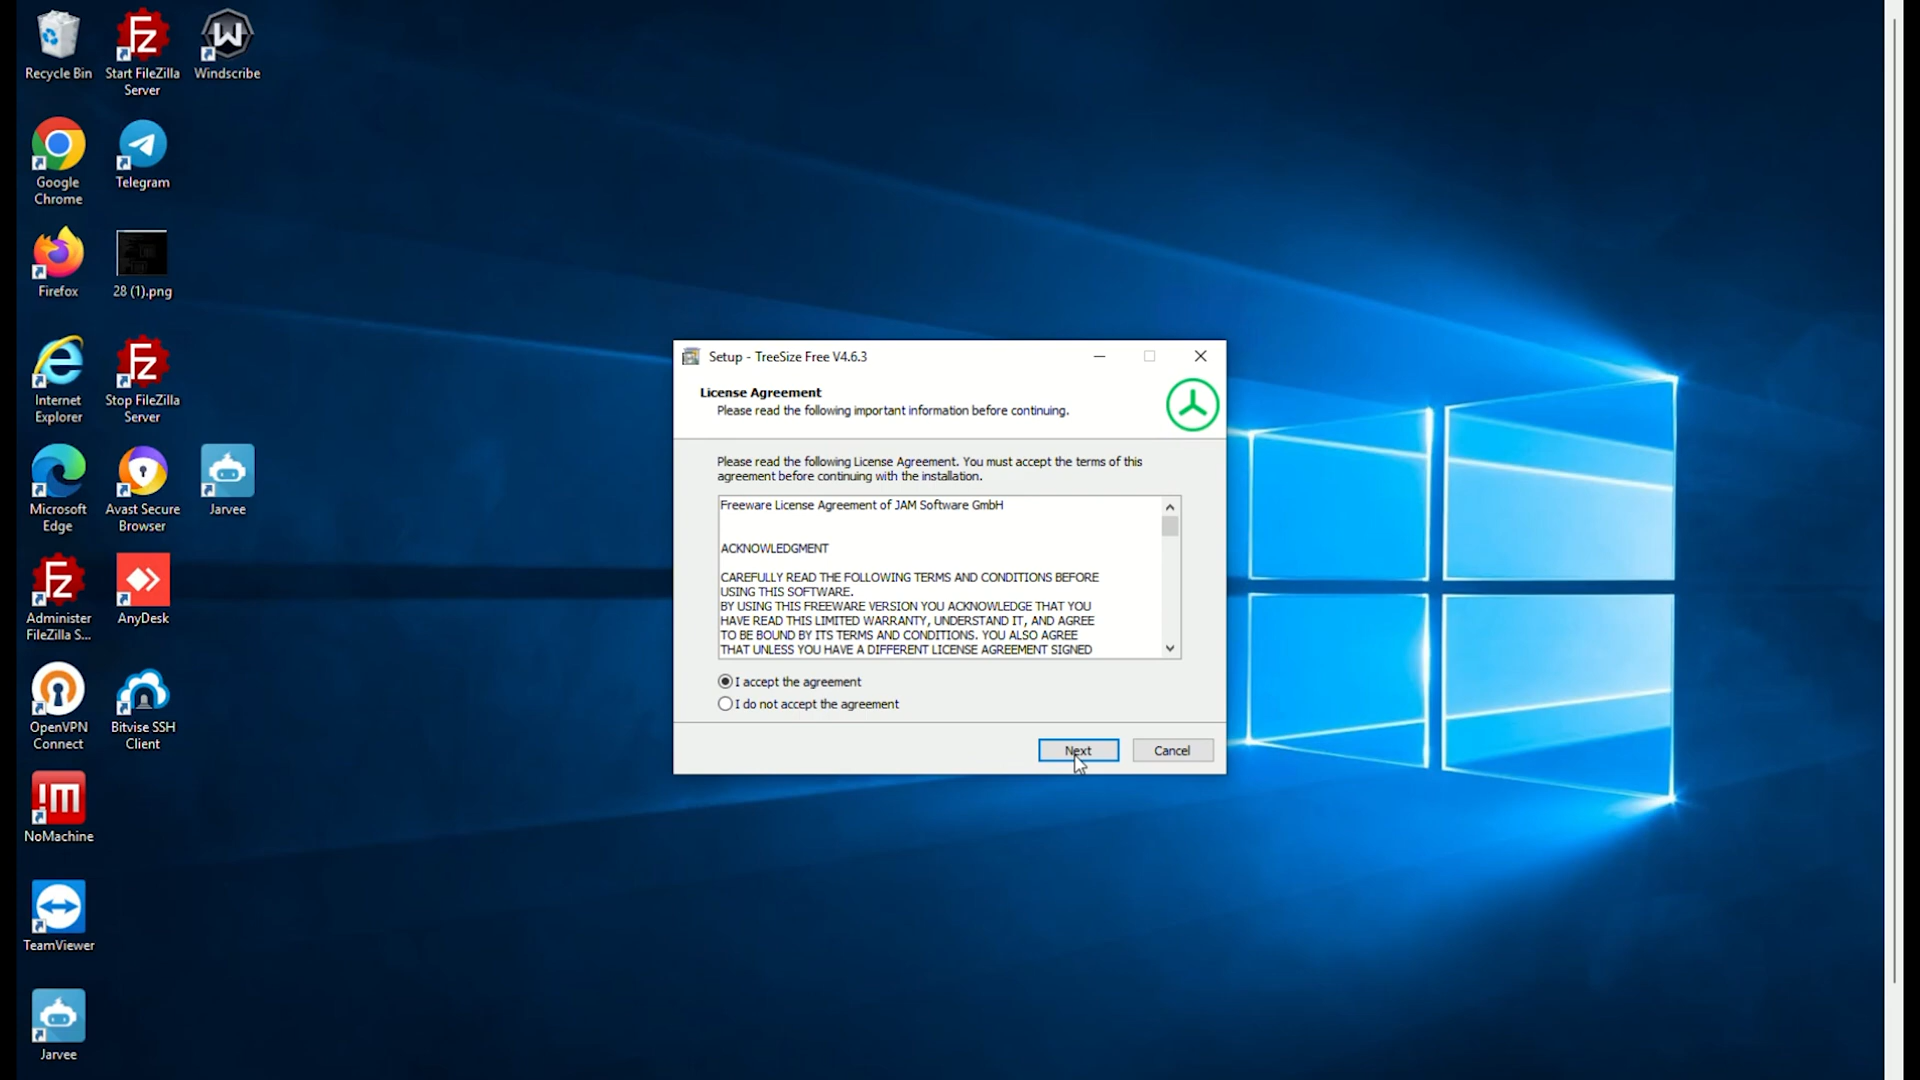 Recycle Bin
Start FileZilla
Server
Windscribe
Google
Chrome
Telegram
Firefox
28 (1).png
Internet
Explorer
Stop FileZilla
Server
Microsoft
Edge
Avast Secure
Browser
Jarvee
Administer
FileZilla S...
AnyDesk
OpenVPN
Connect
Bitvise SSH
Client
NoMachine
TeamViewer
Jarvee
Setup - TreeSize Free V4.6.3
License Agreement
Please read the following important information before continuing.
Please read the following License Agreement. You must accept the terms of this
agreement before continuing with the installation.
Freeware License Agreement of JAM Software GmbH
ACKNOWLEDGMENT
CAREFULLY READ THE FOLLOWING TERMS AND CONDITIONS BEFORE
USING THIS SOFTWARE.
BY USING THIS FREEWARE VERSION YOU ACKNOWLEDGE THAT YOU
HAVE READ THIS LIMITED WARRANTY, UNDERSTAND IT, AND AGREE
TO BE BOUND BY ITS TERMS AND CONDITIONS. YOU ALSO AGREE
THAT UNLESS YOU HAVE A DIFFERENT LICENSE AGREEMENT SIGNED
I accept the agreement
I do not accept the agreement
Next
Cancel